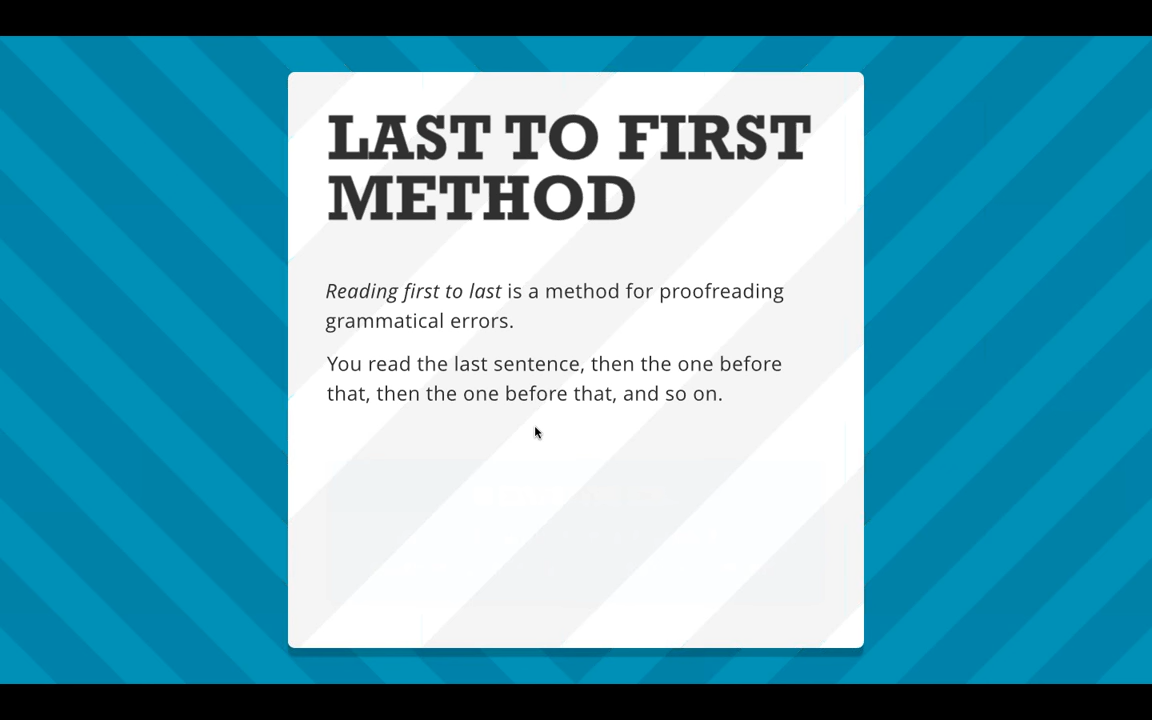 LAST TO FIRST
METHOD
Reading first to last is a method for proofreading
grammatical errors.
You read the last sentence, then the one before
that, then the one before that, and so on.